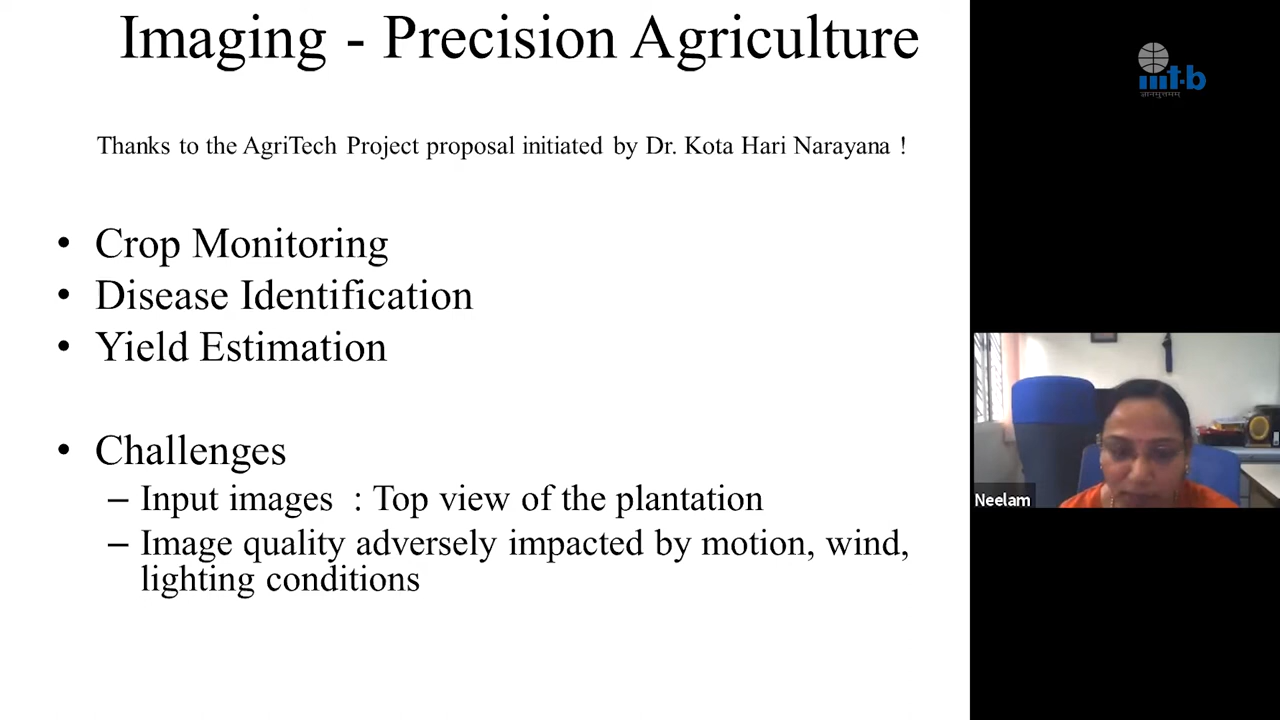 Imaging - Precision Agriculture
iiit-b
ज्ञानमुत्तमम्
Thanks to the AgriTech Project proposal initiated by Dr. Kota Hari Narayana !
• Crop Monitoring
• Disease Identification
• Yield Estimation
• Challenges
– Input images : Top view of the plantation
– Image quality adversely impacted by motion, wind,
lighting conditions
Neelam